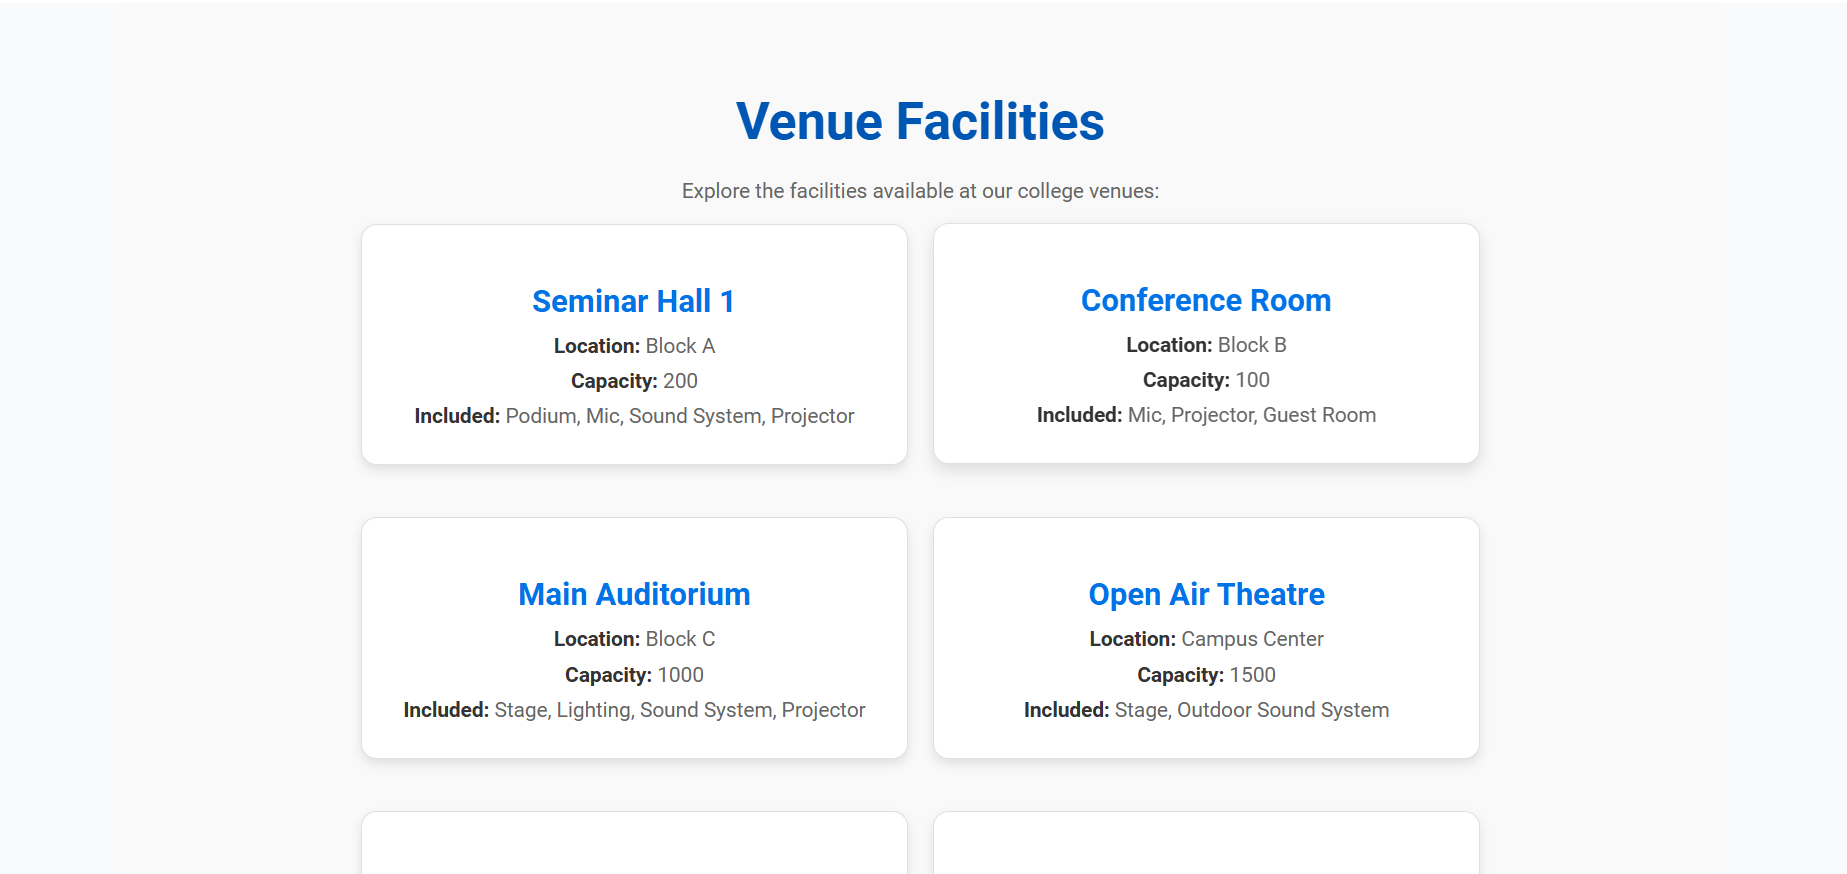 Venue Facilities
Explore the facilities available at our college venues:
Seminar Hall 1
Location: Block A
Capacity: 200
Included: Podium, Mic, Sound System, Projector
Conference Room
Location: Block B
Capacity: 100
Included: Mic, Projector, Guest Room
Main Auditorium
Location: Block C
Capacity: 1000
Included: Stage, Lighting, Sound System, Projector
Open Air Theatre
Location: Campus Center
Capacity: 1500
Included: Stage, Outdoor Sound System